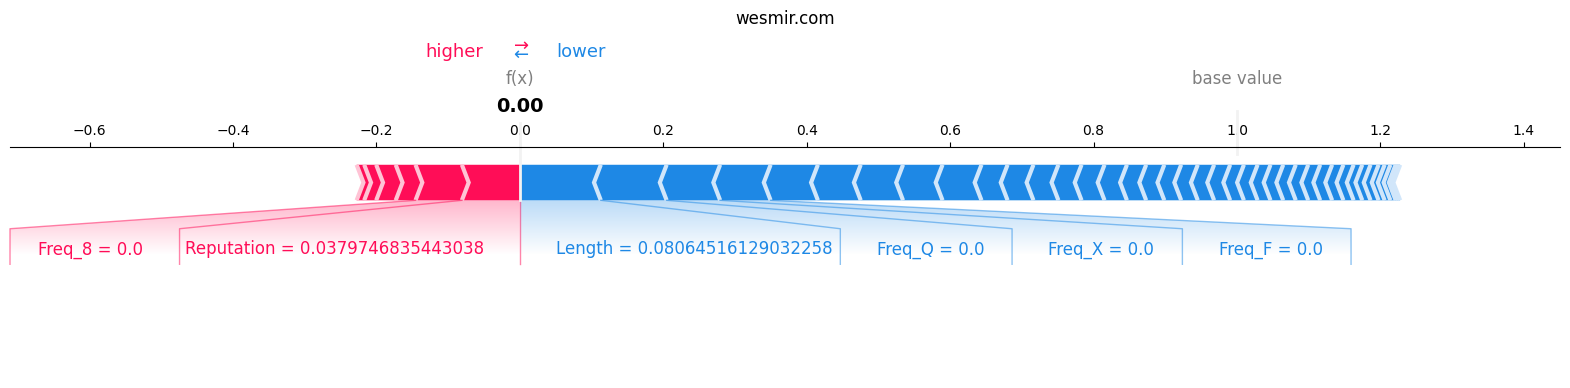 wesmir.com
higher ⇄ lower
f(x) base value
0.00
−0.6 −0.4 −0.2 0.0 0.2 0.4 0.6 0.8 1.0 1.2 1.4
Freq_8 = 0.0 Reputation = 0.0379746835443038 Length = 0.08064516129032258 Freq_Q = 0.0 Freq_X = 0.0 Freq_F = 0.0